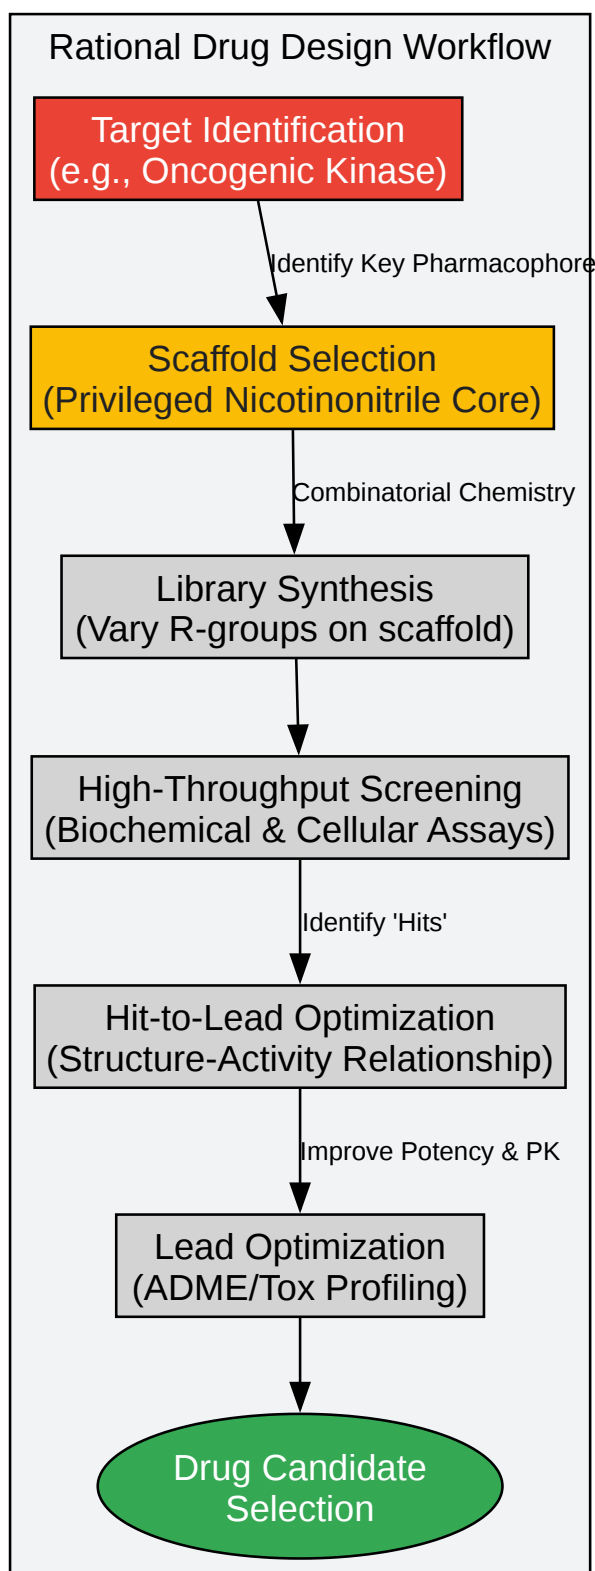 Rational Drug Design Workflow
Target Identification
(e.g., Oncogenic Kinase)
Identify Key Pharmacophore
Scaffold Selection
(Privileged Nicotinonitrile Core)
Combinatorial Chemistry
Library Synthesis
(Vary R-groups on scaffold)
High-Throughput Screening
(Biochemical & Cellular Assays)
Identify 'Hits'
Hit-to-Lead Optimization
(Structure-Activity Relationship)
Improve Potency & PK
Lead Optimization
(ADME/Tox Profiling)
Drug Candidate
Selection